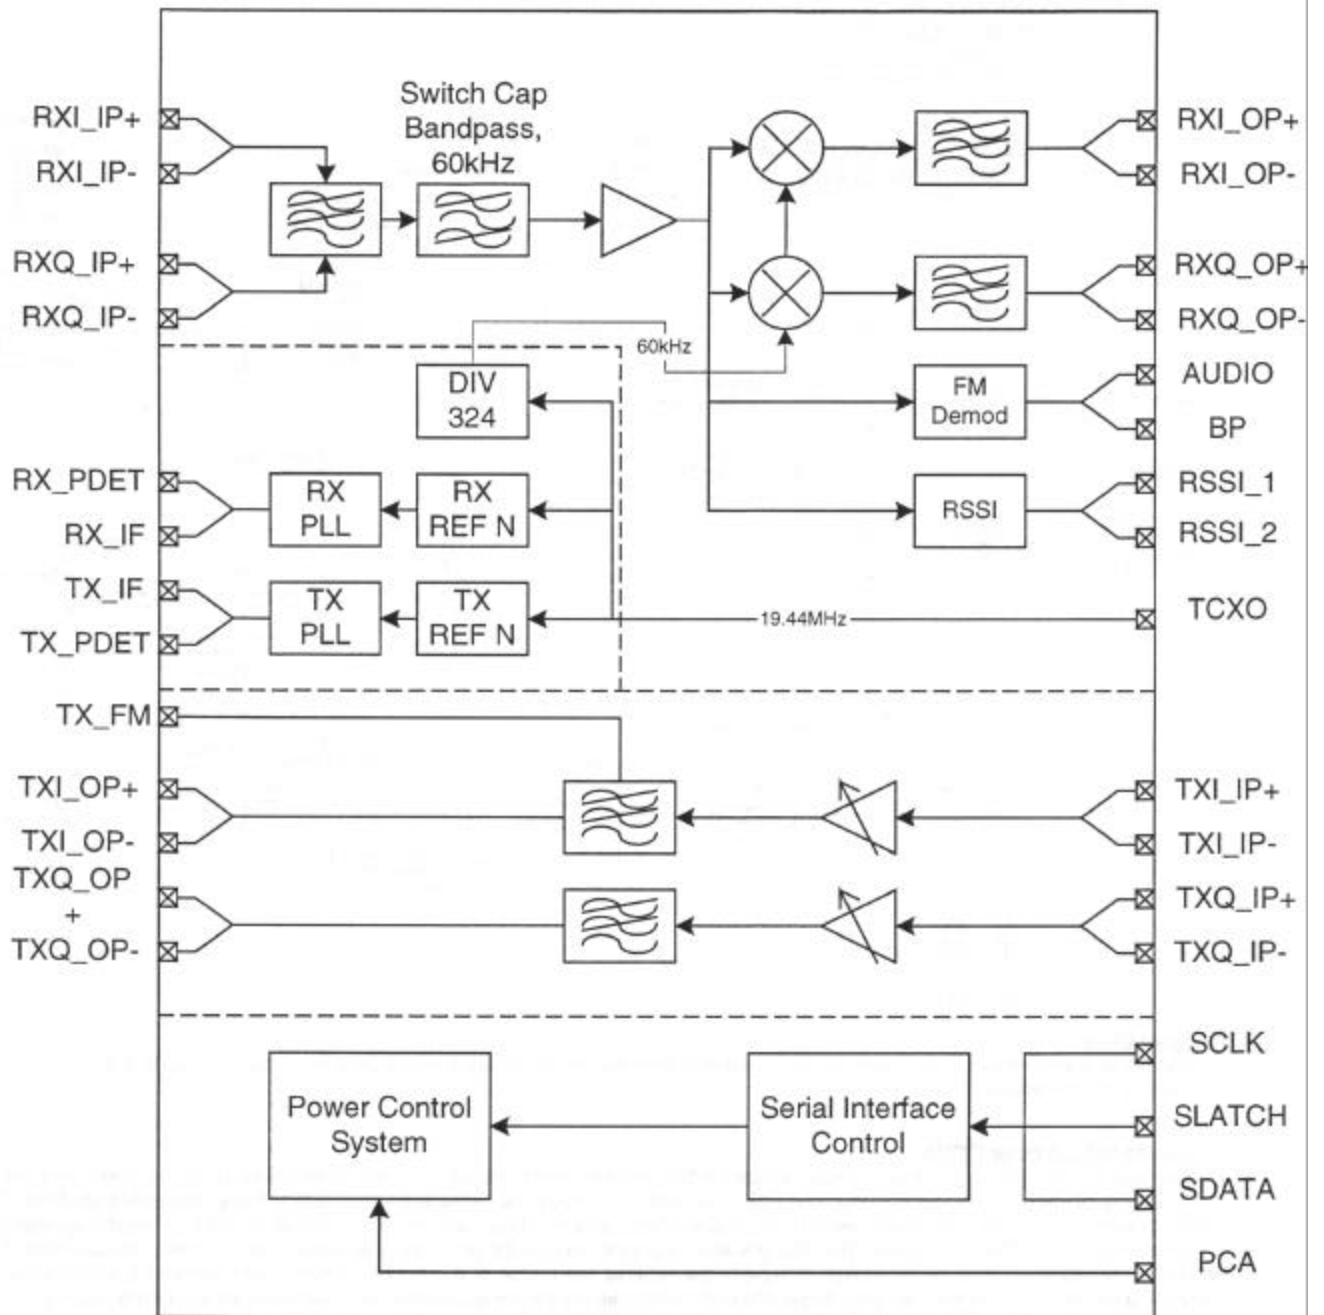 Switch Cap
Bandpass,
60kHz
RXI_IP+
RXI_IP-
RXQ_IP+
RXQ_IP-
RXI_OP+
RXI_OP-
RXQ_OP+
RXQ_OP-
60kHz
DIV
324
FM
Demod
AUDIO
BP
RX_PDET
RX_IF
RX
PLL
RX
REF N
RSSI
RSSI_1
RSSI_2
TX_IF
TX_PDET
TX
PLL
TX
REF N
19.44MHz
TCXO
TX_FM
TXI_OP+
TXI_OP-
TXQ_OP
+
TXQ_OP-
TXI_IP+
TXI_IP-
TXQ_IP+
TXQ_IP-
Power Control
System
Serial Interface
Control
SCLK
SLATCH
SDATA
PCA